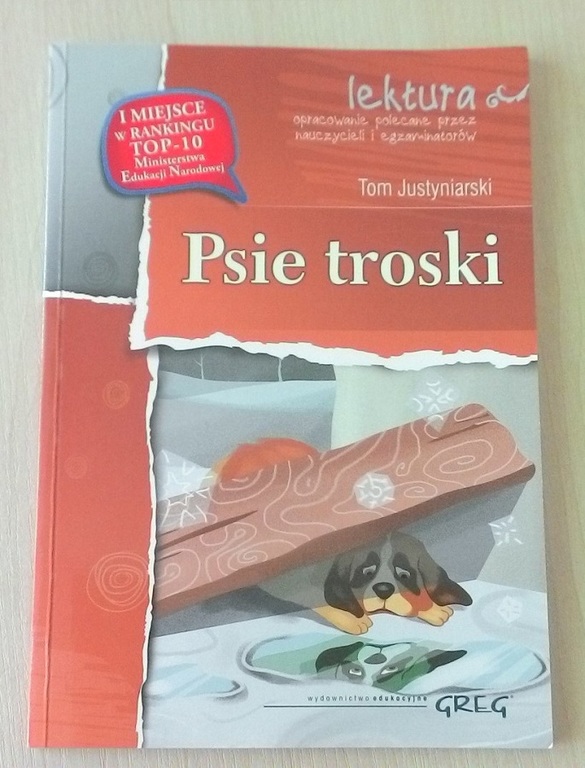 I MIEJSCE
W RANKINGU
TOP-10
Ministerstwa
Edukacji Narodowej
lektura
opracowanie polecane przez
nauczycieli i egzaminatorów
Tom Justyniarski
Psie troski
wydawnictwo edukacyjne
GREG®